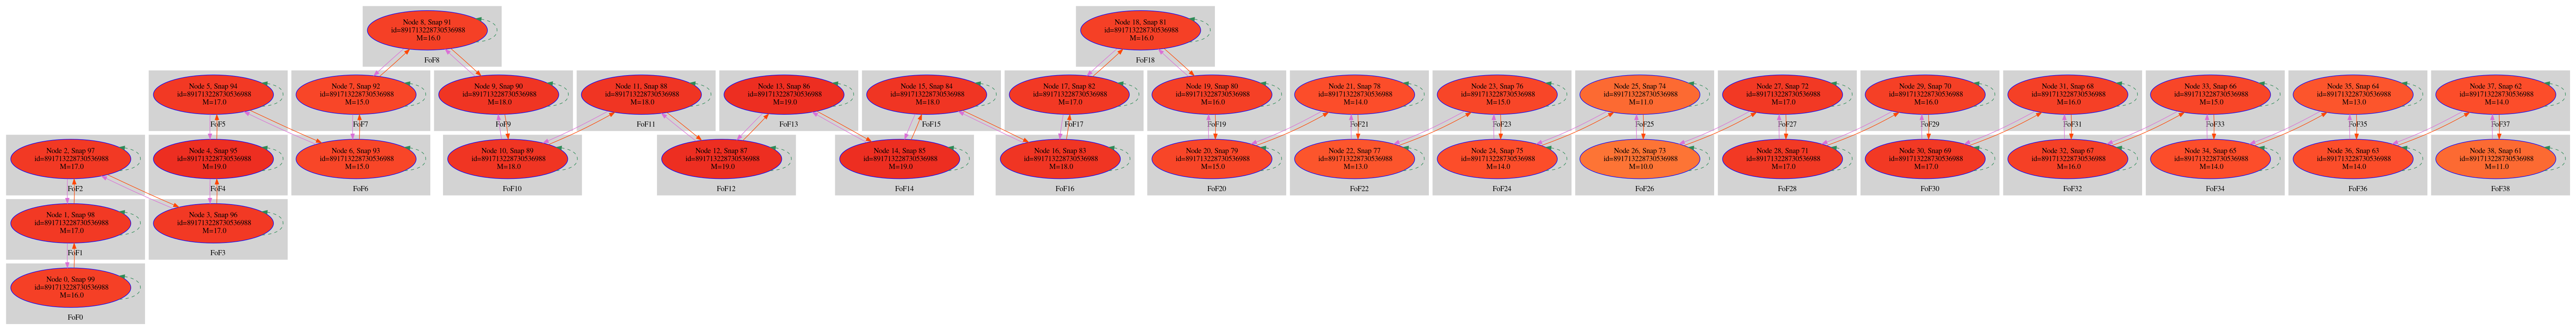 Node 8, Snap 91
id=891713228730536988
M=16.0
FoF8
Node 18, Snap 81
id=891713228730536988
M=16.0
FoF18
Node 5, Snap 94
id=891713228730536988
M=17.0
FoF5
Node 7, Snap 92
id=891713228730536988
M=15.0
FoF7
Node 9, Snap 90
id=891713228730536988
M=18.0
FoF9
Node 11, Snap 88
id=891713228730536988
M=18.0
FoF11
Node 13, Snap 86
id=891713228730536988
M=19.0
FoF13
Node 15, Snap 84
id=891713228730536988
M=18.0
FoF15
Node 17, Snap 82
id=891713228730536988
M=17.0
FoF17
Node 19, Snap 80
id=891713228730536988
M=16.0
FoF19
Node 21, Snap 78
id=891713228730536988
M=14.0
FoF21
Node 23, Snap 76
id=891713228730536988
M=15.0
FoF23
Node 25, Snap 74
id=891713228730536988
M=11.0
FoF25
Node 27, Snap 72
id=891713228730536988
M=17.0
FoF27
Node 29, Snap 70
id=891713228730536988
M=16.0
FoF29
Node 31, Snap 68
id=891713228730536988
M=16.0
FoF31
Node 33, Snap 66
id=891713228730536988
M=15.0
FoF33
Node 35, Snap 64
id=891713228730536988
M=13.0
FoF35
Node 37, Snap 62
id=891713228730536988
M=14.0
FoF37
Node 2, Snap 97
id=891713228730536988
M=17.0
FoF2
Node 4, Snap 95
id=891713228730536988
M=19.0
FoF4
Node 6, Snap 93
id=891713228730536988
M=15.0
FoF6
Node 10, Snap 89
id=891713228730536988
M=18.0
FoF10
Node 12, Snap 87
id=891713228730536988
M=19.0
FoF12
Node 14, Snap 85
id=891713228730536988
M=19.0
FoF14
Node 16, Snap 83
id=891713228730536988
M=18.0
FoF16
Node 20, Snap 79
id=891713228730536988
M=15.0
FoF20
Node 22, Snap 77
id=891713228730536988
M=13.0
FoF22
Node 24, Snap 75
id=891713228730536988
M=14.0
FoF24
Node 26, Snap 73
id=891713228730536988
M=10.0
FoF26
Node 28, Snap 71
id=891713228730536988
M=17.0
FoF28
Node 30, Snap 69
id=891713228730536988
M=17.0
FoF30
Node 32, Snap 67
id=891713228730536988
M=16.0
FoF32
Node 34, Snap 65
id=891713228730536988
M=14.0
FoF34
Node 36, Snap 63
id=891713228730536988
M=14.0
FoF36
Node 38, Snap 61
id=891713228730536988
M=11.0
FoF38
Node 1, Snap 98
id=891713228730536988
M=17.0
FoF1
Node 3, Snap 96
id=891713228730536988
M=17.0
FoF3
Node 0, Snap 99
id=891713228730536988
M=16.0
FoF0